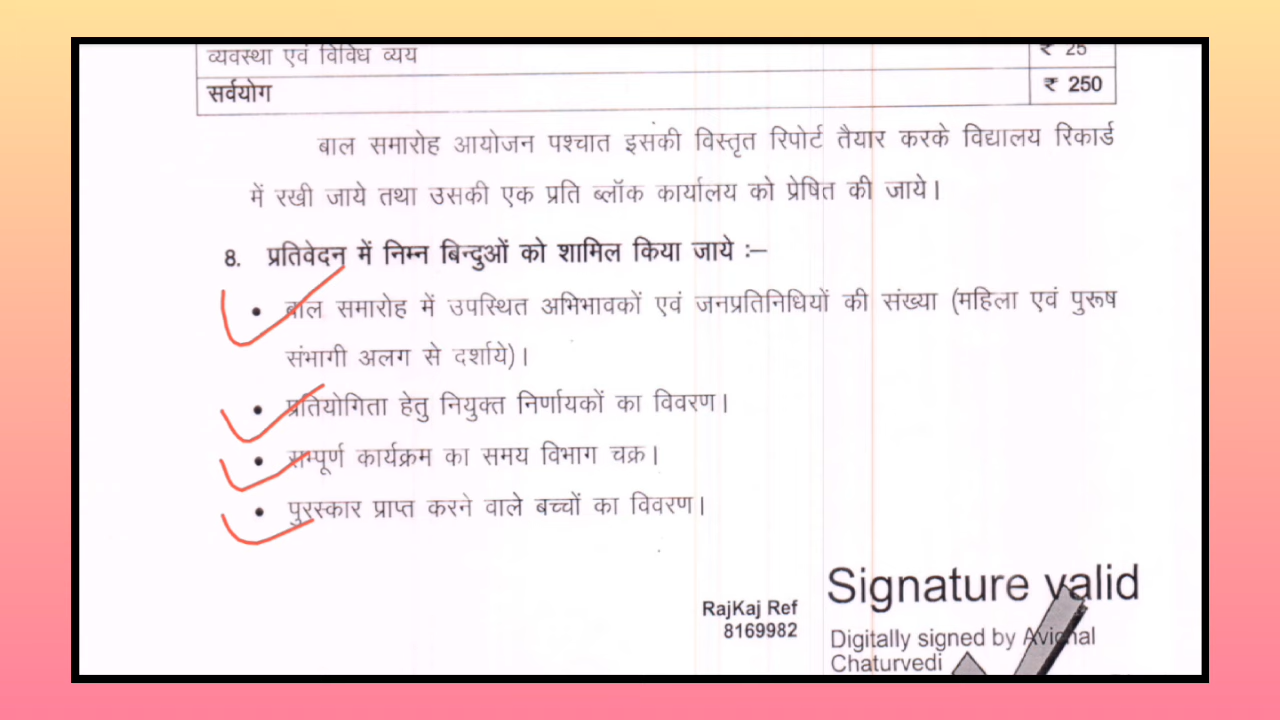 व्यवस्था एवं विविध व्यय ₹ 25
सर्वयोग ₹ 250
बाल समारोह आयोजन पश्चात इसकी विस्तृत रिपोर्ट तैयार करके विद्यालय रिकार्ड
में रखी जाये तथा उसकी एक प्रति ब्लॉक कार्यालय को प्रेषित की जाये।
8. प्रतिवेदन में निम्न बिन्दुओं को शामिल किया जाये :–
• बाल समारोह में उपस्थित अभिभावकों एवं जनप्रतिनिधियों की संख्या (महिला एवं पुरूष
संभागी अलग से दर्शाये)।
• प्रतियोगिता हेतु नियुक्त निर्णायकों का विवरण।
• सम्पूर्ण कार्यक्रम का समय विभाग चक्र।
• पुरस्कार प्राप्त करने वाले बच्चों का विवरण।
RajKaj Ref
8169982
Signature valid
Digitally signed by Avichal
Chaturvedi